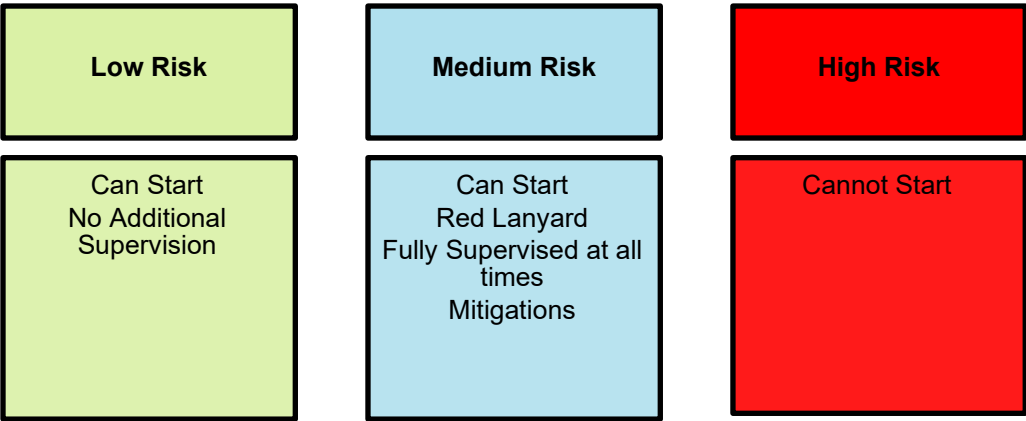 Low Risk
Can Start
No Additional
Supervision
Medium Risk
Can Start
Red Lanyard
Fully Supervised at all
times
Mitigations
High Risk
Cannot Start